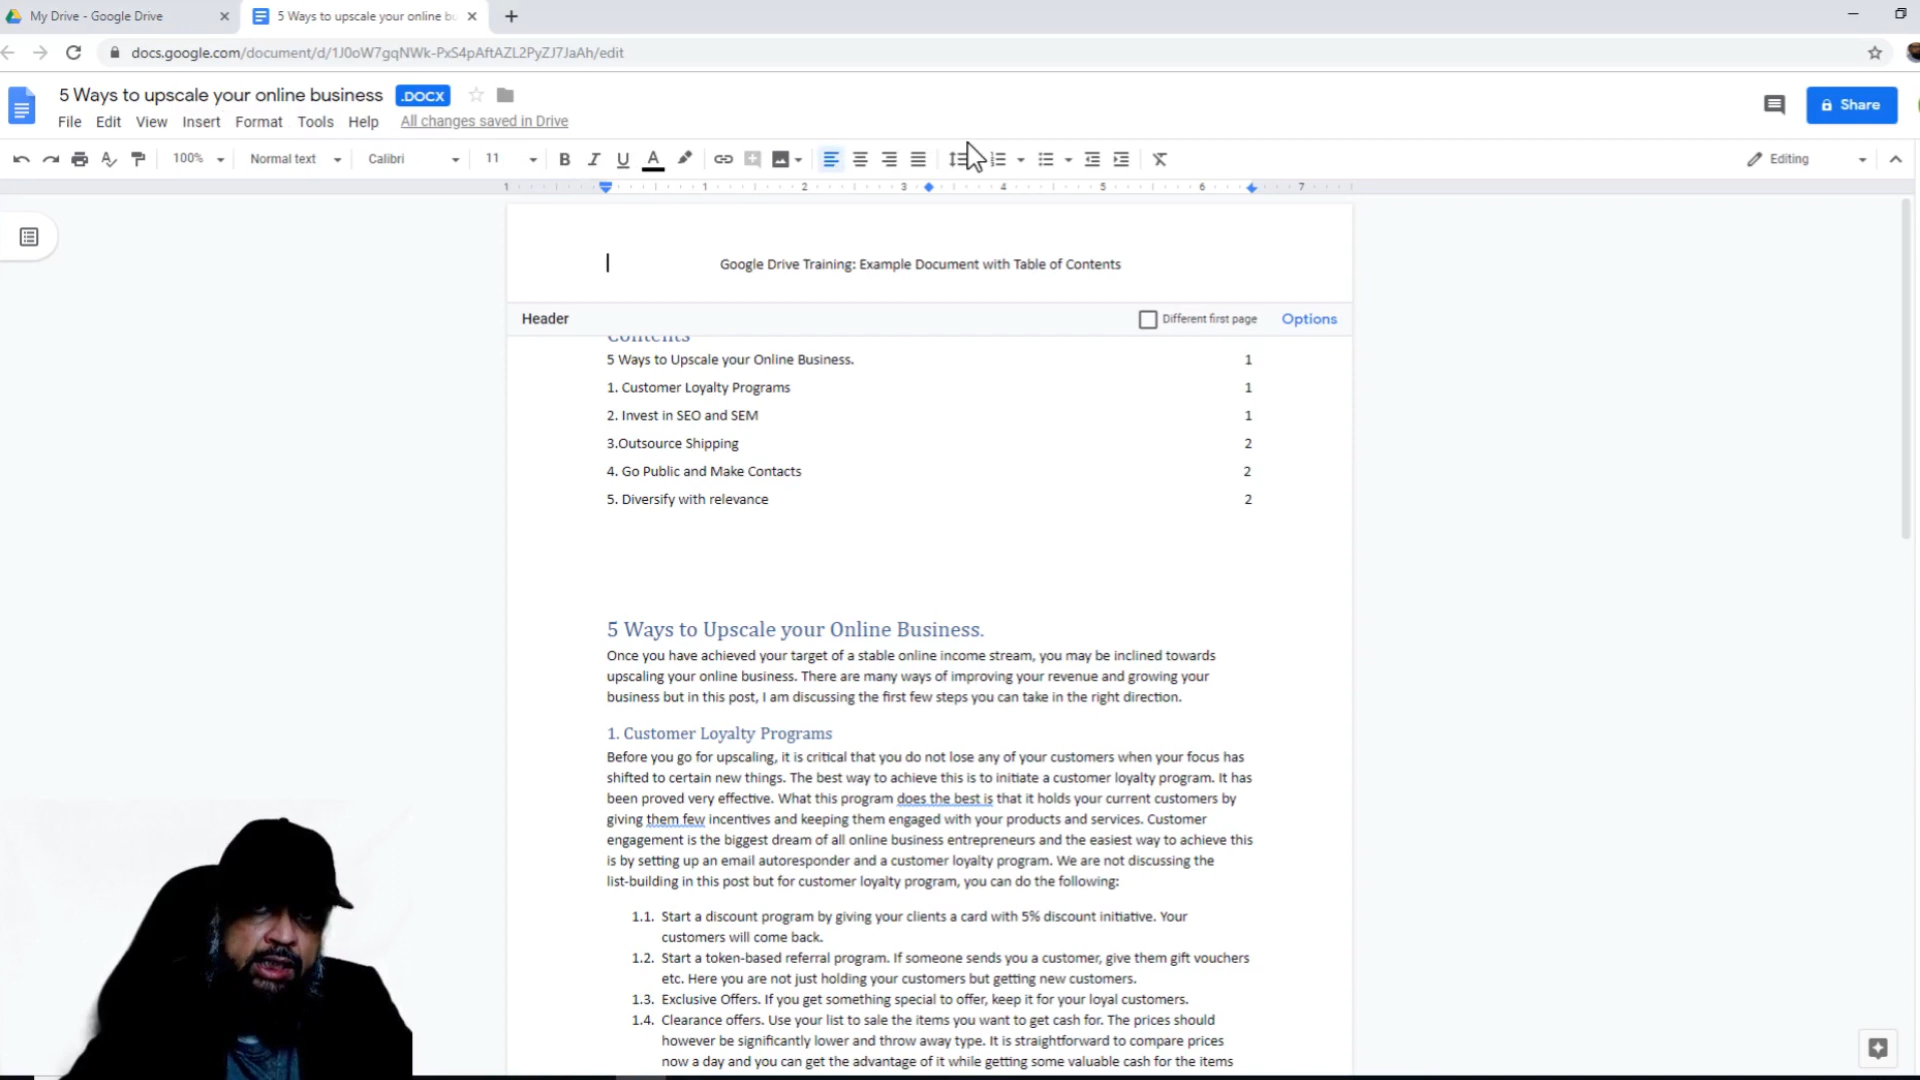 My Drive - Google Drive
5 Ways to upscale your online bu
docs.google.com/document/d/1J0oW7gqNWk-PxS4pAftAZL2PyZJ7JaAh/edit
5 Ways to upscale your online business .DOCX
Share
File Edit View Insert Format Tools Help All changes saved in Drive
100% Normal text Calibri 11 B I U A Editing
1 1 2 3 4 5 6 7
Google Drive Training: Example Document with Table of Contents
Header Different first page Options
Contents
5 Ways to Upscale your Online Business. 1
1. Customer Loyalty Programs 1
2. Invest in SEO and SEM 1
3.Outsource Shipping 2
4. Go Public and Make Contacts 2
5. Diversify with relevance 2
5 Ways to Upscale your Online Business.
Once you have achieved your target of a stable online income stream, you may be inclined towards
upscaling your online business. There are many ways of improving your revenue and growing your
business but in this post, I am discussing the first few steps you can take in the right direction.
1. Customer Loyalty Programs
Before you go for upscaling, it is critical that you do not lose any of your customers when your focus has
shifted to certain new things. The best way to achieve this is to initiate a customer loyalty program. It has
been proved very effective. What this program does the best is that it holds your current customers by
giving them few incentives and keeping them engaged with your products and services. Customer
engagement is the biggest dream of all online business entrepreneurs and the easiest way to achieve this
is by setting up an email autoresponder and a customer loyalty program. We are not discussing the
list-building in this post but for customer loyalty program, you can do the following:
1.1. Start a discount program by giving your clients a card with 5% discount initiative. Your
customers will come back.
1.2. Start a token-based referral program. If someone sends you a customer, give them gift vouchers
etc. Here you are not just holding your customers but getting new customers.
1.3. Exclusive Offers. If you get something special to offer, keep it for your loyal customers.
1.4. Clearance offers. Use your list to sale the items you want to get cash for. The prices should
however be significantly lower and throw away type. It is straightforward to compare prices
now a day and you can get the advantage of it while getting some valuable cash for the items